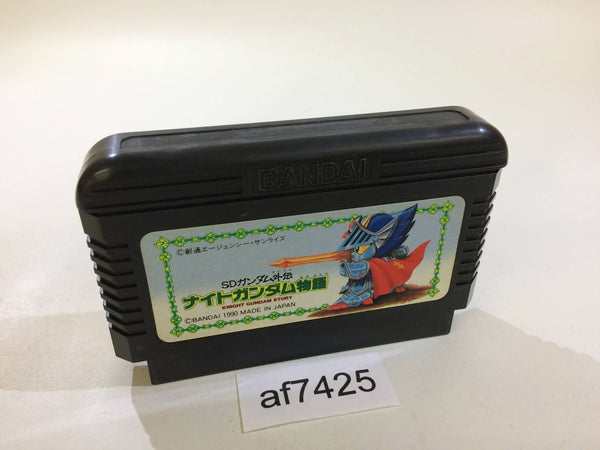 BANDAI
©創通エージェンシー・サンライズ
SDガンダム外伝
ナイトガンダム物語
KNIGHT GUNDAM STORY
©BANDAI 1990 MADE IN JAPAN
af7425